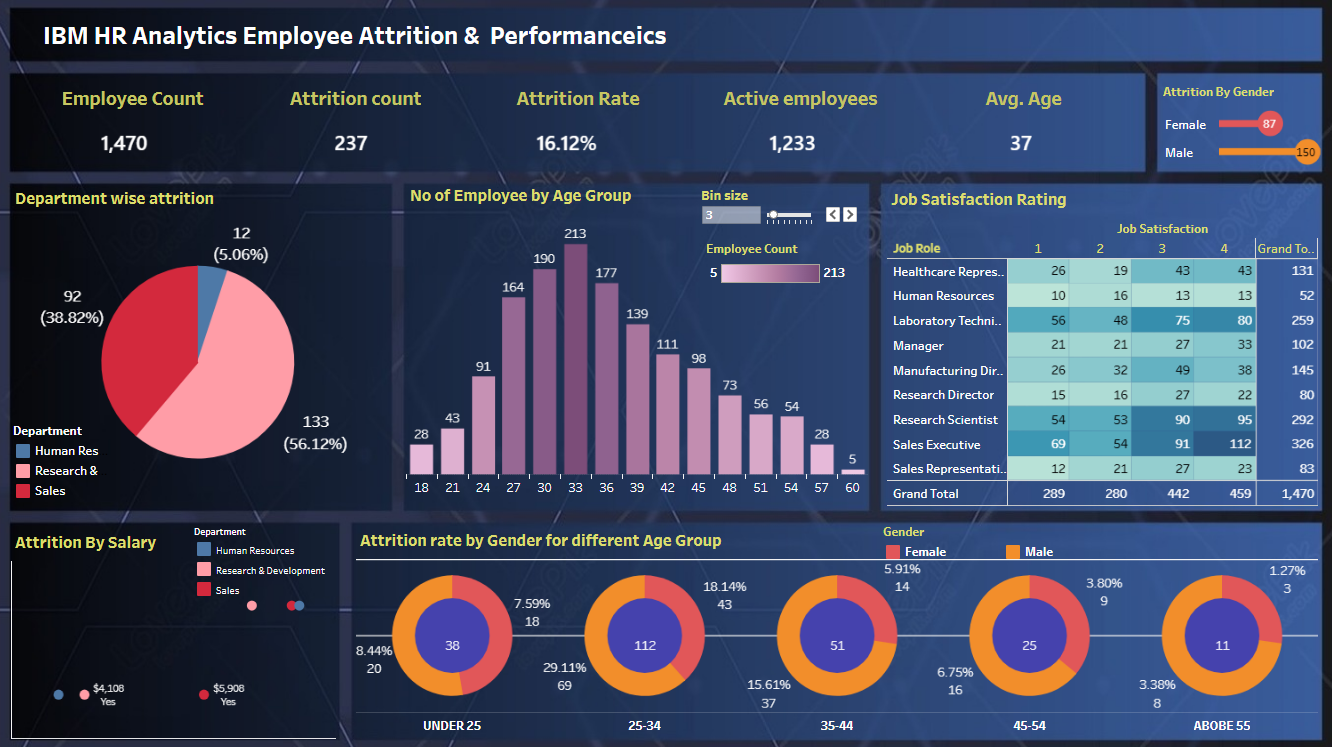 IBM HR Analytics Employee Attrition &  Performanceics
Employee Count
1,470
Attrition count
237
Attrition Rate
16.12%
Active employees
1,233
Avg. Age
37
Attrition By Gender
Female 87
Male 150
Department wise attrition
12
(5.06%)
92
(38.82%)
133
(56.12%)
Department
Human Res
Research &
Sales
No of Employee by Age Group
Bin size
3
Employee Count
5 213
28 43 91 164 190 213 177 139 111 98 73 56 54 28 5
18 21 24 27 30 33 36 39 42 45 48 51 54 57 60
Job Satisfaction Rating
Job Satisfaction
Job Role 1 2 3 4 Grand To..
Healthcare Repres.. 26 19 43 43 131
Human Resources 10 16 13 13 52
Laboratory Techni.. 56 48 75 80 259
Manager 21 21 27 33 102
Manufacturing Dir.. 26 32 49 38 145
Research Director 15 16 27 22 80
Research Scientist 54 53 90 95 292
Sales Executive 69 54 91 112 326
Sales Representati.. 12 21 27 23 83
Grand Total 289 280 442 459 1,470
Attrition By Salary
Department
Human Resources
Research & Development
Sales
$4,108
Yes
$5,908
Yes
Attrition rate by Gender for different Age Group
Gender
Female Male
7.59%
18
38
8.44%
20
UNDER 25
18.14%
43
112
29.11%
69
25-34
5.91%
14
51
15.61%
37
35-44
3.80%
9
25
6.75%
16
45-54
1.27%
3
11
3.38%
8
ABOBE 55